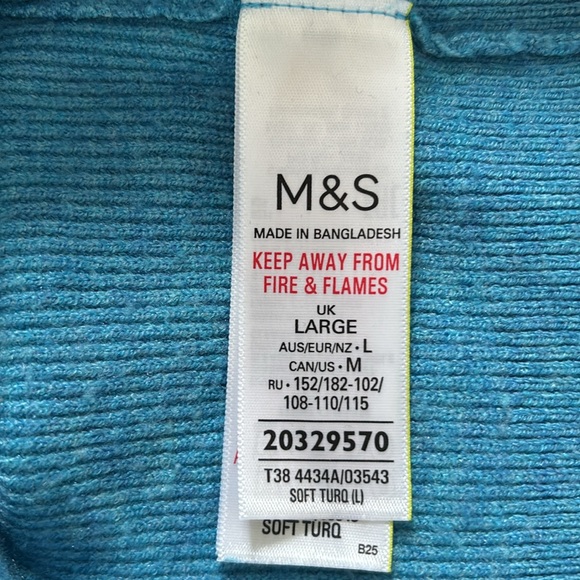 M&S
MADE IN BANGLADESH
KEEP AWAY FROM
FIRE & FLAMES
UK
LARGE
AUS/EUR/NZ • L
CAN/US • M
RU • 152/182-102/
108-110/115
20329570
T38 4434A/03543
SOFT TURQ (L)
SOFT TURQ
B25